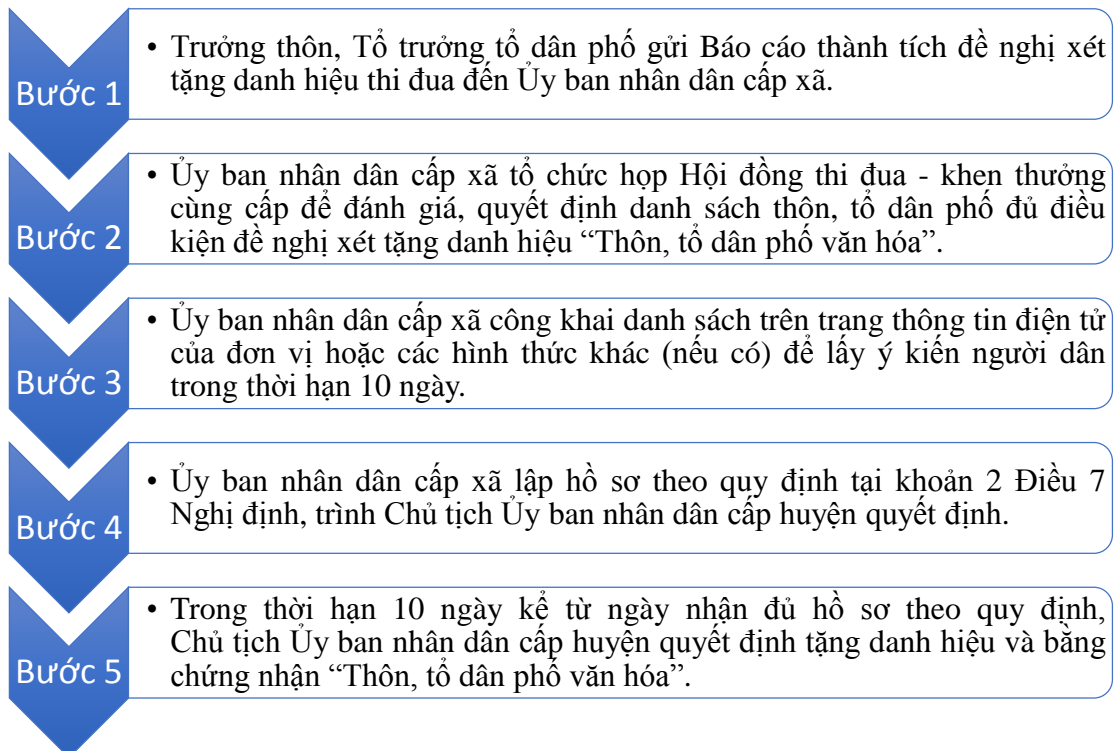 Bước 1
• Trưởng thôn, Tổ trưởng tổ dân phố gửi Báo cáo thành tích đề nghị xét
tặng danh hiệu thi đua đến Ủy ban nhân dân cấp xã.
Bước 2
• Ủy ban nhân dân cấp xã tổ chức họp Hội đồng thi đua - khen thưởng
cùng cấp để đánh giá, quyết định danh sách thôn, tổ dân phố đủ điều
kiện đề nghị xét tặng danh hiệu “Thôn, tổ dân phố văn hóa”.
Bước 3
• Ủy ban nhân dân cấp xã công khai danh sách trên trang thông tin điện tử
của đơn vị hoặc các hình thức khác (nếu có) để lấy ý kiến người dân
trong thời hạn 10 ngày.
Bước 4
• Ủy ban nhân dân cấp xã lập hồ sơ theo quy định tại khoản 2 Điều 7
Nghị định, trình Chủ tịch Ủy ban nhân dân cấp huyện quyết định.
Bước 5
• Trong thời hạn 10 ngày kể từ ngày nhận đủ hồ sơ theo quy định,
Chủ tịch Ủy ban nhân dân cấp huyện quyết định tặng danh hiệu và bằng
chứng nhận “Thôn, tổ dân phố văn hóa”.